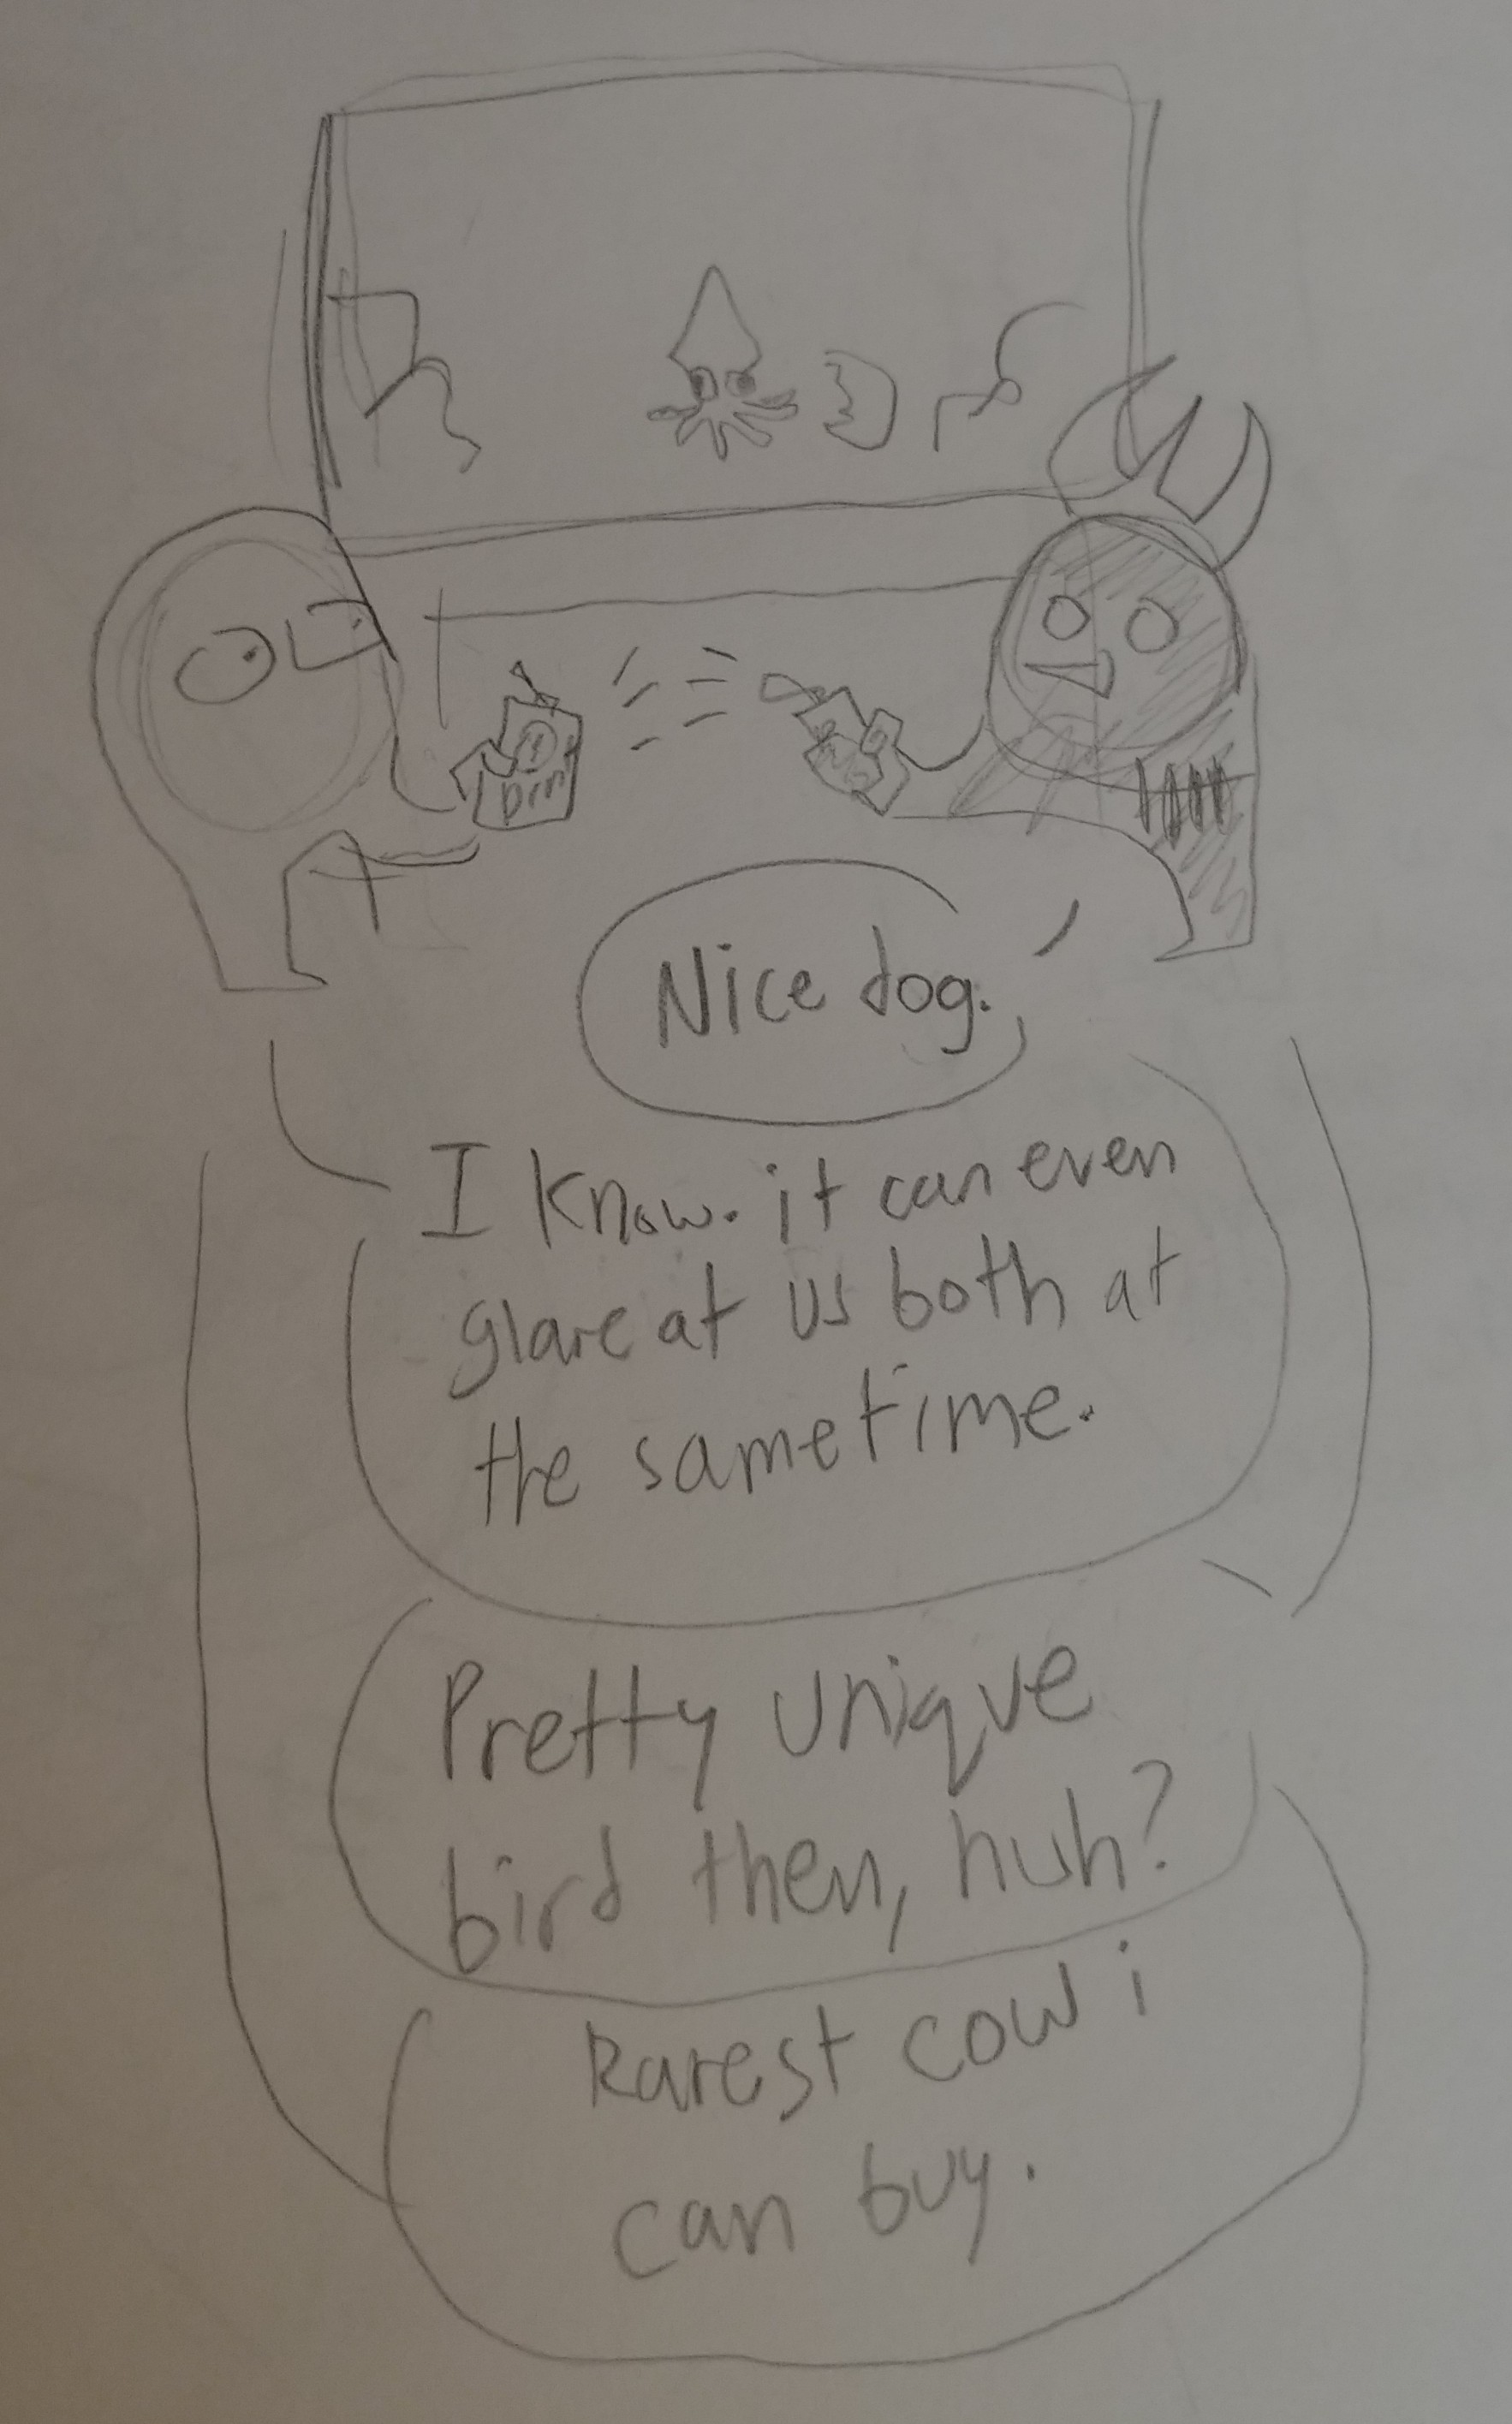 Nice dog.
I know. it can even
glare at us both at
the sametime.
Pretty unique
bird then, huh?
Rarest cow i
can buy.